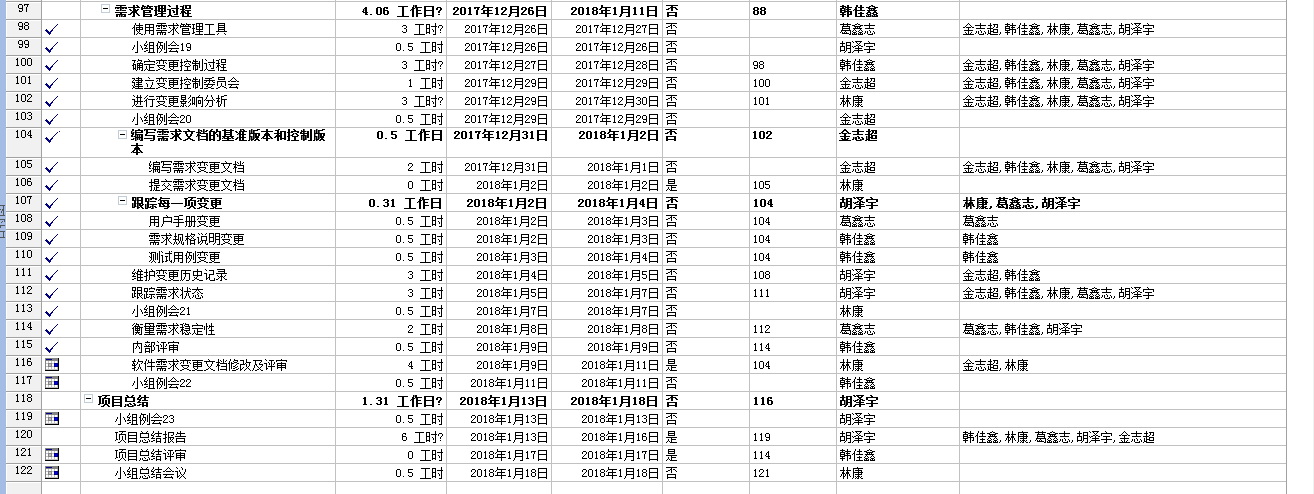 97 需求管理过程 4.06 工作日? 2017年12月26日 2018年1月11日 否 88 韩佳鑫
98 使用需求管理工具 3 工时? 2017年12月26日 2017年12月27日 否 葛鑫志 金志超, 韩佳鑫, 林康, 葛鑫志, 胡泽宇
99 小组例会19 0.5 工时 2017年12月26日 2017年12月26日 否 胡泽宇
100 确定变更控制过程 3 工时? 2017年12月27日 2017年12月28日 否 98 韩佳鑫 金志超, 韩佳鑫, 林康, 葛鑫志, 胡泽宇
101 建立变更控制委员会 1 工时 2017年12月29日 2017年12月29日 否 100 金志超 金志超, 韩佳鑫, 林康, 葛鑫志, 胡泽宇
102 进行变更影响分析 3 工时? 2017年12月29日 2017年12月30日 否 101 林康 金志超, 韩佳鑫, 林康, 葛鑫志, 胡泽宇
103 小组例会20 0.5 工时 2017年12月29日 2017年12月29日 否 金志超
104 编写需求文档的基准版本和控制版 0.5 工作日 2017年12月31日 2018年1月2日 否 102 金志超
本
105 编写需求变更文档 2 工时 2017年12月31日 2018年1月1日 否 金志超 金志超, 韩佳鑫, 林康, 葛鑫志, 胡泽宇
106 提交需求变更文档 0 工时 2018年1月2日 2018年1月2日 是 105 林康
107 跟踪每一项变更 0.31 工作日 2018年1月2日 2018年1月4日 否 104 胡泽宇 林康, 葛鑫志, 胡泽宇
108 用户手册变更 0.5 工时 2018年1月2日 2018年1月3日 否 104 葛鑫志 葛鑫志
109 需求规格说明变更 0.5 工时 2018年1月2日 2018年1月3日 否 104 韩佳鑫 韩佳鑫
110 测试用例变更 0.5 工时 2018年1月3日 2018年1月4日 否 104 韩佳鑫 韩佳鑫
111 维护变更历史记录 3 工时 2018年1月4日 2018年1月5日 否 108 胡泽宇 金志超, 韩佳鑫
112 跟踪需求状态 3 工时 2018年1月5日 2018年1月7日 否 111 胡泽宇 金志超, 韩佳鑫, 林康, 葛鑫志, 胡泽宇
113 小组例会21 0.5 工时 2018年1月7日 2018年1月7日 否 林康
114 衡量需求稳定性 2 工时 2018年1月8日 2018年1月8日 否 112 葛鑫志 葛鑫志, 韩佳鑫, 胡泽宇
115 内部评审 0.5 工时 2018年1月9日 2018年1月9日 否 114 韩佳鑫
116 软件需求变更文档修改及评审 4 工时 2018年1月9日 2018年1月11日 是 104 林康 金志超, 林康
117 小组例会22 0.5 工时 2018年1月11日 2018年1月11日 否 韩佳鑫
118 项目总结 1.31 工作日? 2018年1月13日 2018年1月18日 否 116 胡泽宇
119 小组例会23 0.5 工时 2018年1月13日 2018年1月13日 否 胡泽宇
120 项目总结报告 6 工时? 2018年1月13日 2018年1月16日 是 119 胡泽宇 韩佳鑫, 林康, 葛鑫志, 胡泽宇, 金志超
121 项目总结评审 0 工时 2018年1月17日 2018年1月17日 是 114 韩佳鑫
122 小组总结会议 0.5 工时 2018年1月18日 2018年1月18日 否 121 林康